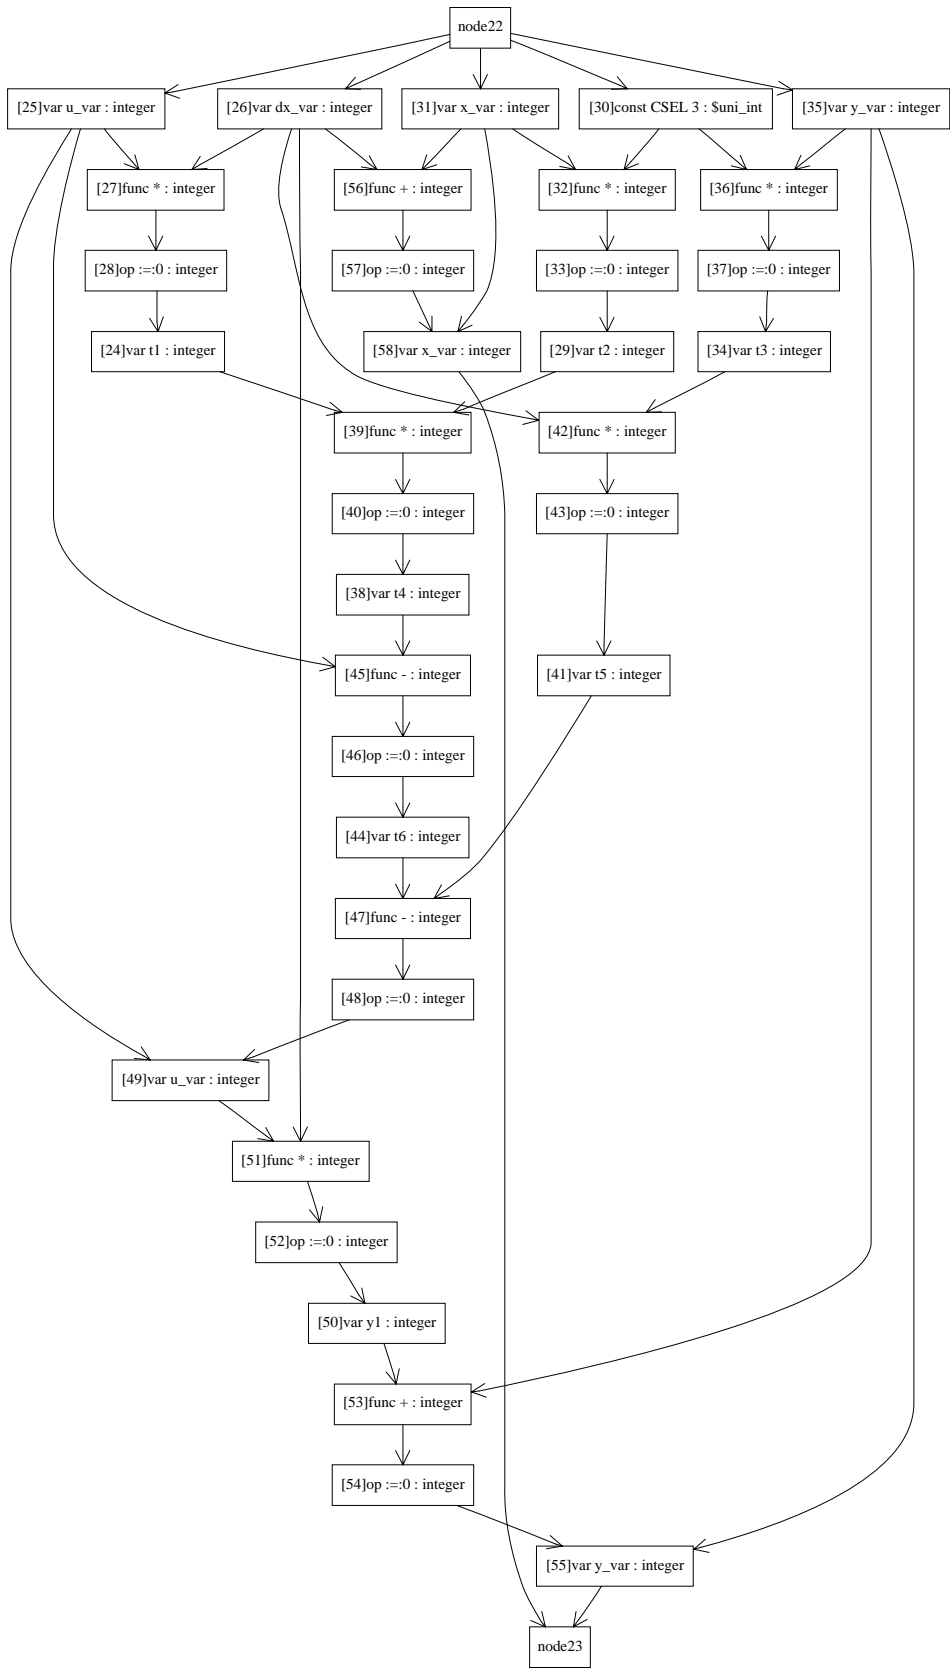 node22
[25]var u_var : integer
[26]var dx_var : integer
[31]var x_var : integer
[30]const CSEL 3 : $uni_int
[35]var y_var : integer
[27]func * : integer
[56]func + : integer
[32]func * : integer
[36]func * : integer
[28]op :=:0 : integer
[57]op :=:0 : integer
[33]op :=:0 : integer
[37]op :=:0 : integer
[24]var t1 : integer
[58]var x_var : integer
[29]var t2 : integer
[34]var t3 : integer
[39]func * : integer
[42]func * : integer
[40]op :=:0 : integer
[43]op :=:0 : integer
[38]var t4 : integer
[45]func - : integer
[41]var t5 : integer
[46]op :=:0 : integer
[44]var t6 : integer
[47]func - : integer
[48]op :=:0 : integer
[49]var u_var : integer
[51]func * : integer
[52]op :=:0 : integer
[50]var y1 : integer
[53]func + : integer
[54]op :=:0 : integer
[55]var y_var : integer
node23